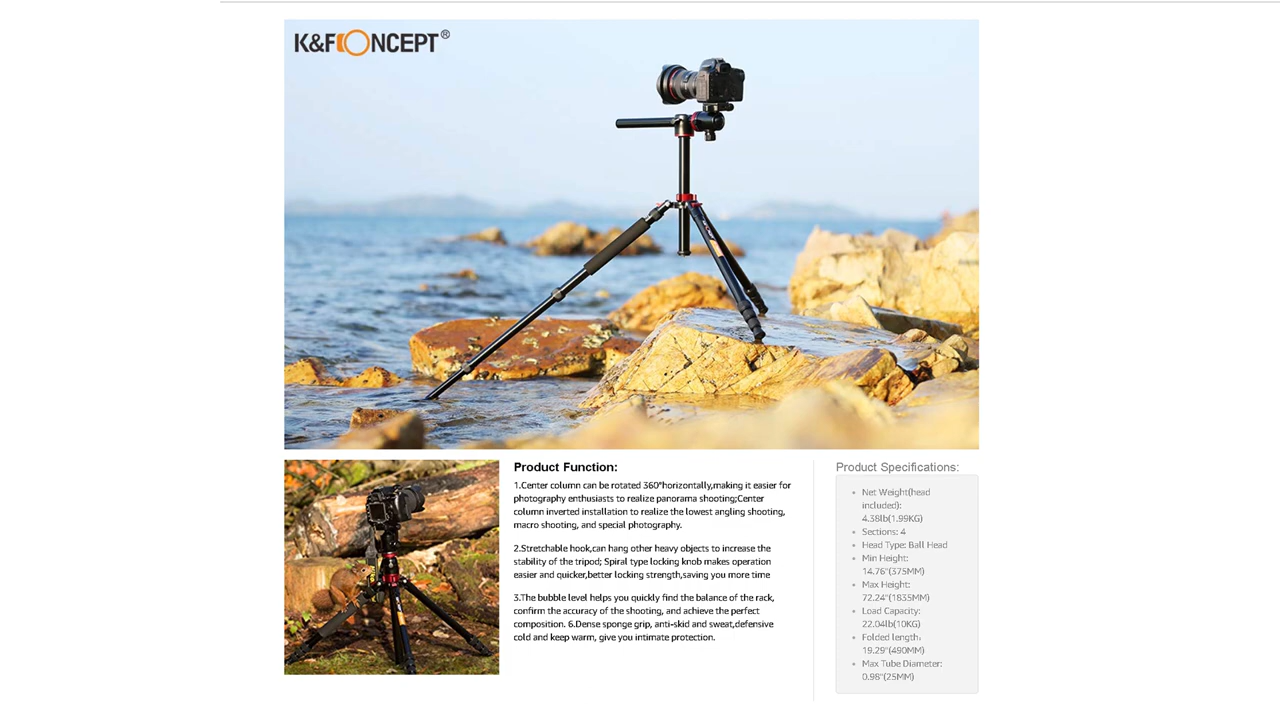 K&F CONCEPT®
Product Function:
1.Center column can be rotated 360°horizontally,making it easier for
photography enthusiasts to realize panorama shooting;Center
column inverted installation to realize the lowest angling shooting,
macro shooting, and special photography.
2.Stretchable hook,can hang other heavy objects to increase the
stability of the tripod; Spiral type locking knob makes operation
easier and quicker,better locking strength,saving you more time
3.The bubble level helps you quickly find the balance of the rack,
confirm the accuracy of the shooting, and achieve the perfect
composition. 6.Dense sponge grip, anti-skid and sweat,defensive
cold and keep warm, give you intimate protection.
Product Specifications:
Net Weight(head
included):
4.38lb(1.99KG)
Sections: 4
Head Type: Ball Head
Min Height:
14.76"(375MM)
Max Height:
72.24"(1835MM)
Load Capacity:
22.04lb(10KG)
Folded length:
19.29"(490MM)
Max Tube Diameter:
0.98"(25MM)